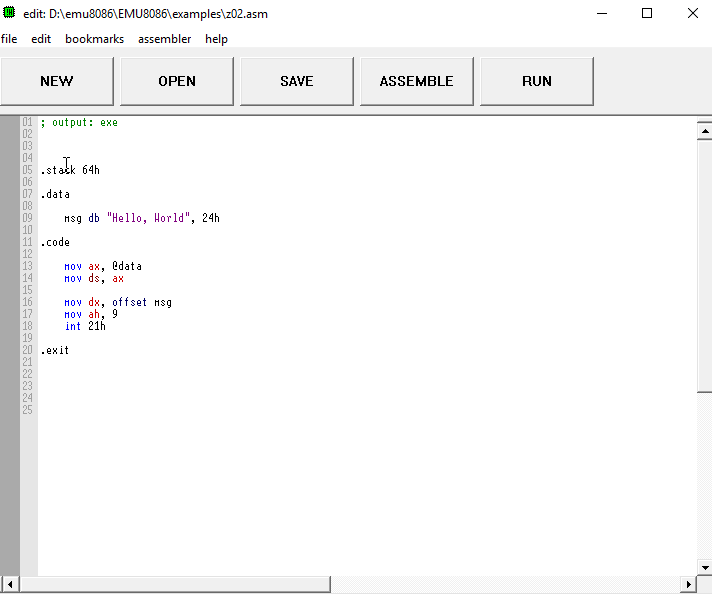 edit: D:\emu8086\EMU8086\examples\z02.asm
file edit bookmarks assembler help
NEW OPEN SAVE ASSEMBLE RUN
01 ; output: exe
02
03
04
05 .stack 64h
06
07 .data
08
09 msg db "Hello, World", 24h
10
11 .code
12
13 mov ax, @data
14 mov ds, ax
15
16 mov dx, offset msg
17 mov ah, 9
18 int 21h
19
20 .exit
21
22
23
24
25